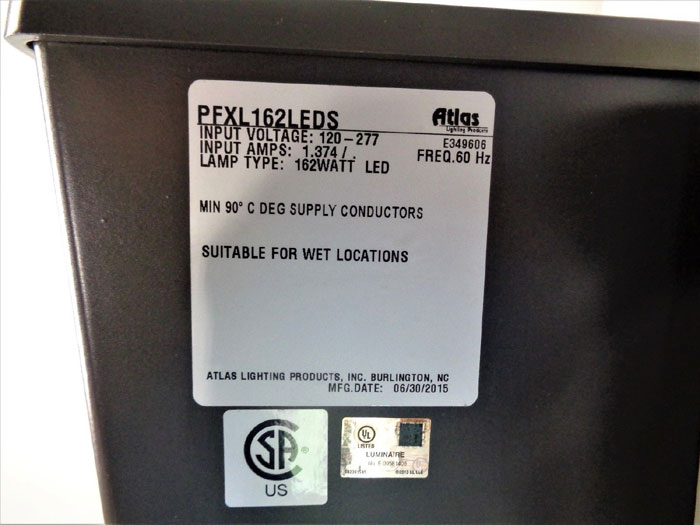 PFXL162LEDS
Atlas
Lighting Products
INPUT VOLTAGE: 120-277
E349606
INPUT AMPS: 1.374/.
FREQ.60 Hz
LAMP TYPE: 162WATT LED
MIN 90° C DEG SUPPLY CONDUCTORS
SUITABLE FOR WET LOCATIONS
ATLAS LIGHTING PRODUCTS, INC. BURLINGTON, NC
MFG.DATE: 06/30/2015
SA
US
UL
LISTED
LUMINAIRE